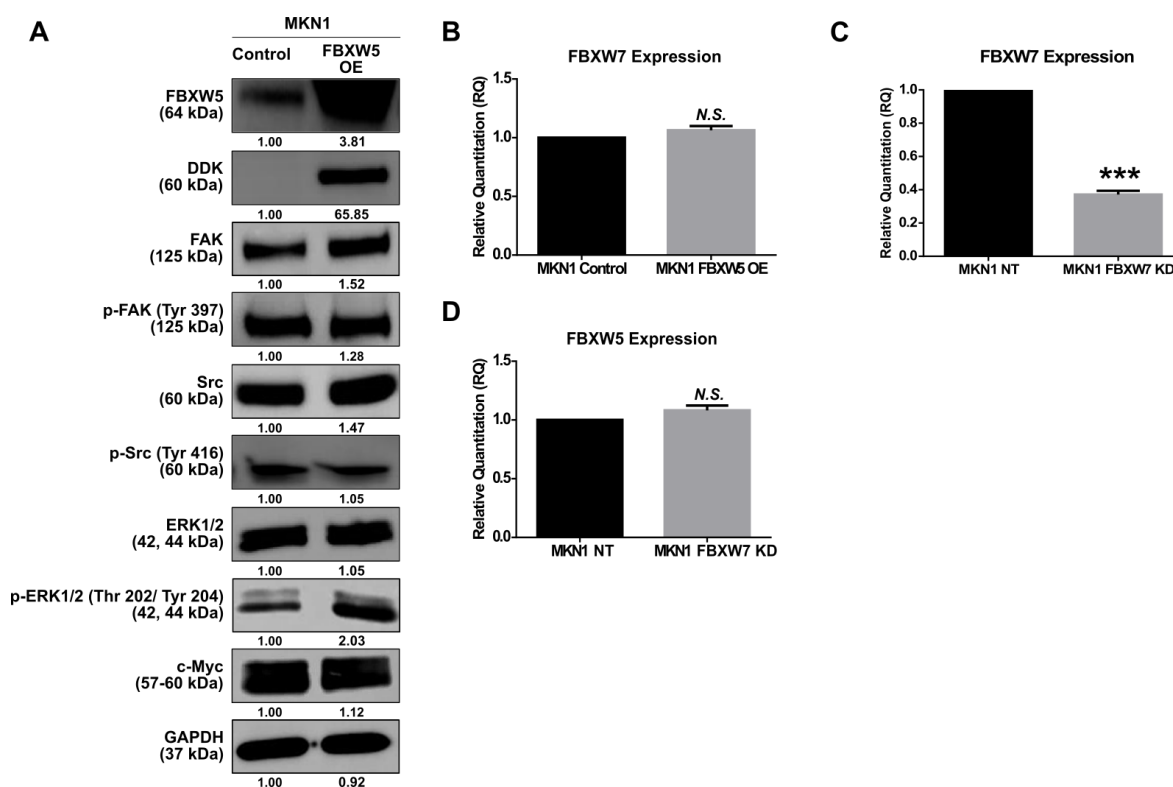 A
MKN1
Control
FBXW5
OE
FBXW5
(64 kDa)
1.00 3.81
DDK
(60 kDa)
1.00 65.85
FAK
(125 kDa)
1.00 1.52
p-FAK (Tyr 397)
(125 kDa)
1.00 1.28
Src
(60 kDa)
1.00 1.47
p-Src (Tyr 416)
(60 kDa)
1.00 1.05
ERK1/2
(42, 44 kDa)
1.00 1.05
p-ERK1/2 (Thr 202/ Tyr 204)
(42, 44 kDa)
1.00 2.03
c-Myc
(57-60 kDa)
1.00 1.12
GAPDH
(37 kDa)
1.00 0.92
B
FBXW7 Expression
Relative Quantitation (RQ)
1.5
1.0
0.5
0.0
N.S.
MKN1 Control MKN1 FBXW5 OE
C
FBXW7 Expression
Relative Quantitation (RQ)
1.0
0.8
0.6
0.4
0.2
0.0
***
MKN1 NT MKN1 FBXW7 KD
D
FBXW5 Expression
Relative Quantitation (RQ)
1.5
1.0
0.5
0.0
N.S.
MKN1 NT MKN1 FBXW7 KD